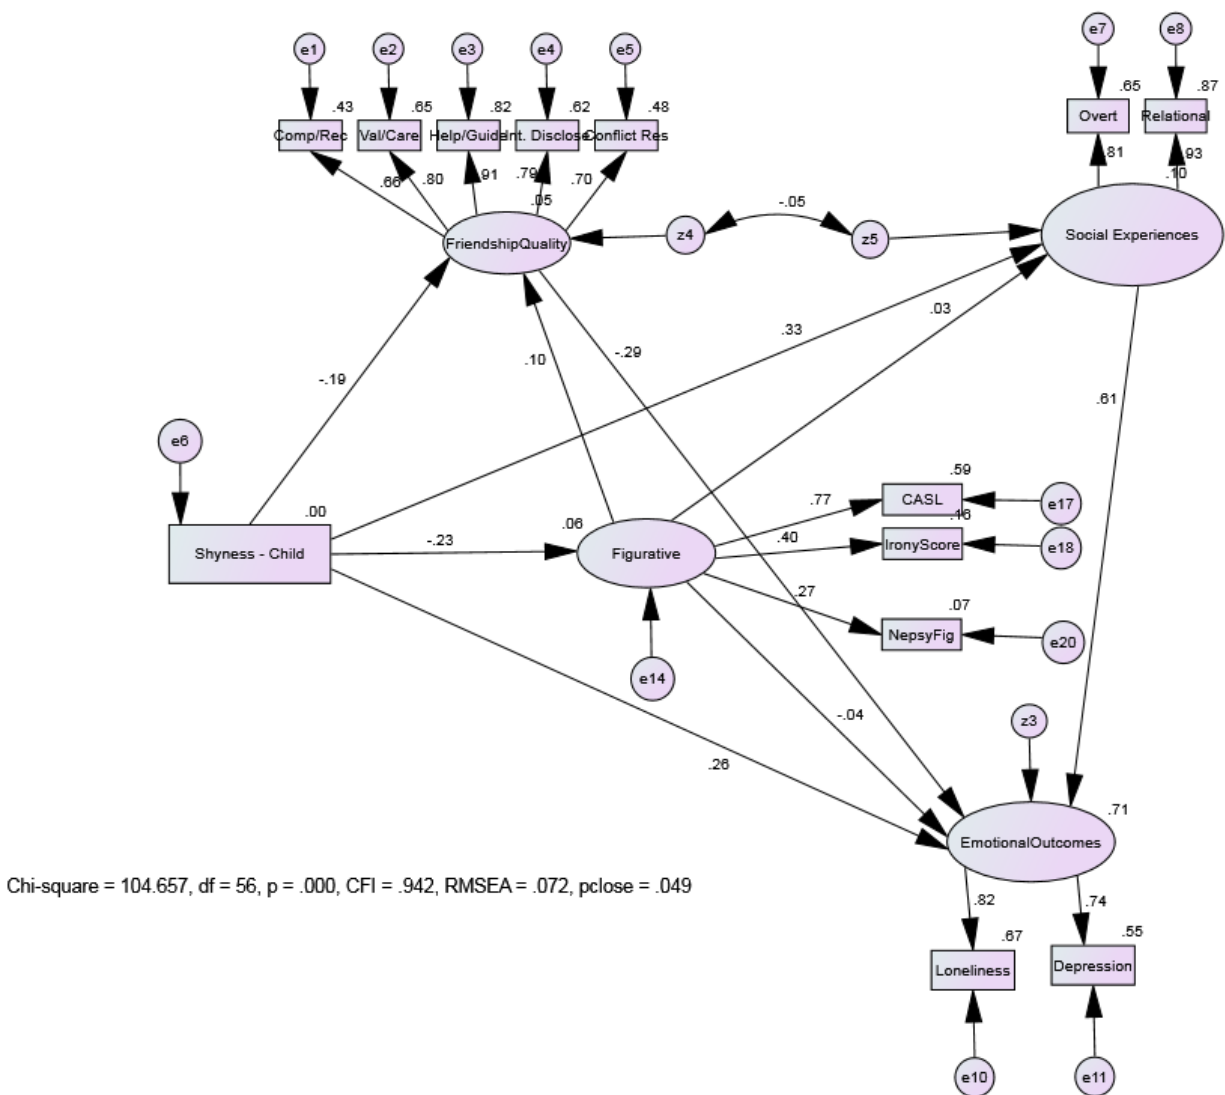 e1 e2 e3 e4 e5
e7 e8
.43 .65 .82 .62 .48
.65 .87
Comp/Rec Val/Care Help/Guide Int. Disclose Conflict Res
Overt Relational
.66 .80 .91 .79 .70
.81 .93
.05
.10
FriendshipQuality
z4
-.05
z5
Social Experiences
.33
.03
-.19
.10
-.29
.61
e6
.00
Shyness - Child
-.23
.06
Figurative
.77
.59
CASL
e17
.40
.16
IronyScore
e18
.27
.07
NepsyFig
e20
e14
-.04
z3
.26
.71
EmotionalOutcomes
Chi-square = 104.657, df = 56, p = .000, CFI = .942, RMSEA = .072, pclose = .049
.82 .74
.67 .55
Loneliness Depression
e10 e11